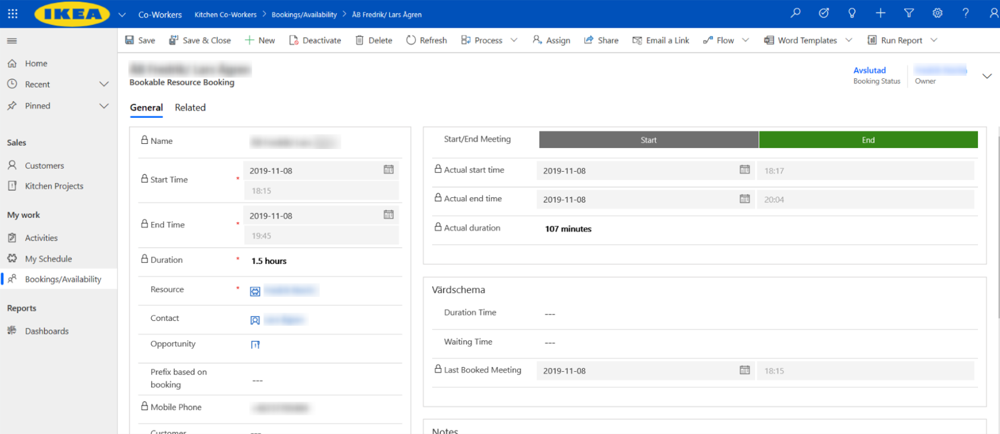 IKEA Co-Workers Kitchen Co-Workers > Bookings/Availability > ÅB Fredrik/ Lars Ågren
Save Save & Close New Deactivate Delete Refresh Process Assign Share Email a Link Flow Word Templates Run Report
Home
Recent
Pinned
Sales
Customers
Kitchen Projects
My work
Activities
My Schedule
Bookings/Availability
Reports
Dashboards
Bookable Resource Booking
Avslutad
Booking Status
Owner
General Related
Name
Start Time * 2019-11-08
18:15
End Time * 2019-11-08
19:45
Duration * 1.5 hours
Resource *
Contact
Opportunity
Prefix based on
booking ---
Mobile Phone
Customer ---
Start/End Meeting Start End
Actual start time 2019-11-08 18:17
Actual end time 2019-11-08 20:04
Actual duration 107 minutes
Värdschema
Duration Time ---
Waiting Time ---
Last Booked Meeting 2019-11-08 18:15
Notes